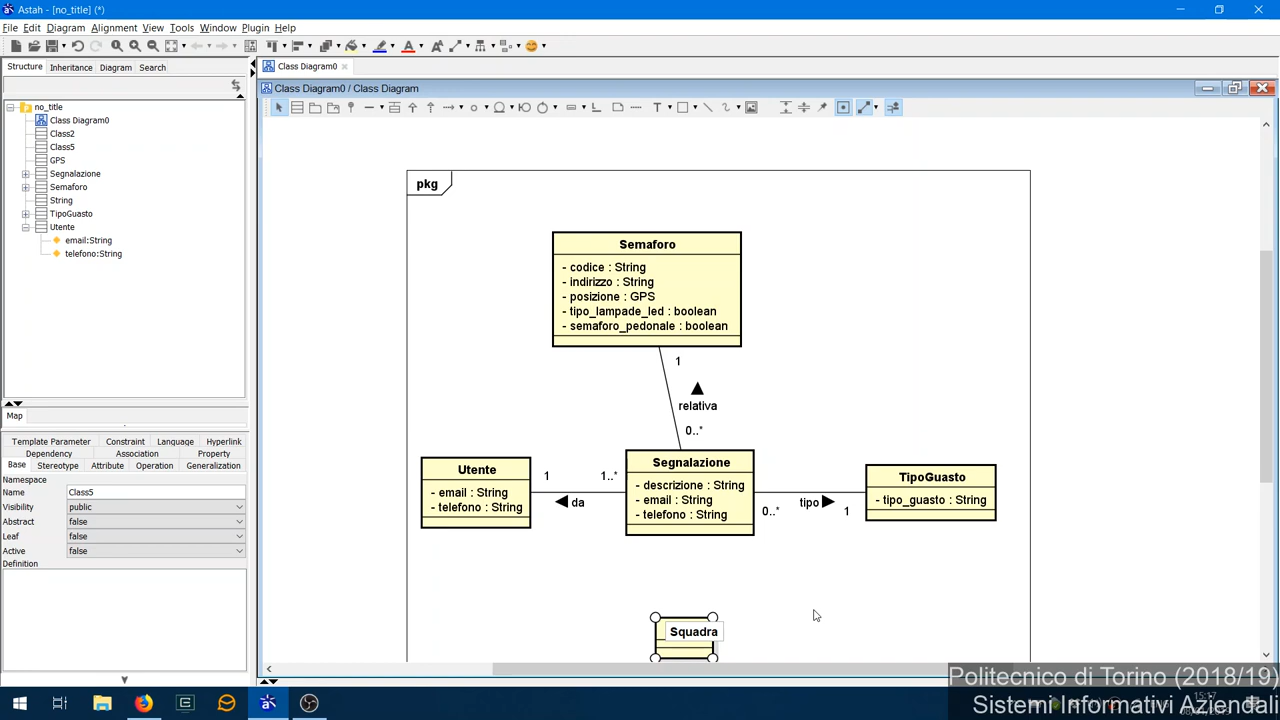 Astah - [no_title] (*)
File Edit Diagram Alignment View Tools Window Plugin Help
Structure Inheritance Diagram Search
Class Diagram0
Class Diagram0 / Class Diagram
no_title
Class Diagram0
Class2
Class5
GPS
Segnalazione
Semaforo
String
TipoGuasto
Utente
email:String
telefono:String
Map
Template Parameter Constraint Language Hyperlink
Dependency Association Property
Base Stereotype Attribute Operation Generalization
Namespace
Name Class5
Visibility public
Abstract false
Leaf false
Active false
Definition
pkg
Semaforo
- codice : String
- indirizzo : String
- posizione : GPS
- tipo_lampade_led : boolean
- semaforo_pedonale : boolean
1
relativa
0..*
Utente
- email : String
- telefono : String
1
1..*
da
Segnalazione
- descrizione : String
- email : String
- telefono : String
0..*
tipo
1
TipoGuasto
- tipo_guasto : String
Squadra
Politecnico di Torino (2018/19)
Sistemi Informativi Aziendali
15:17